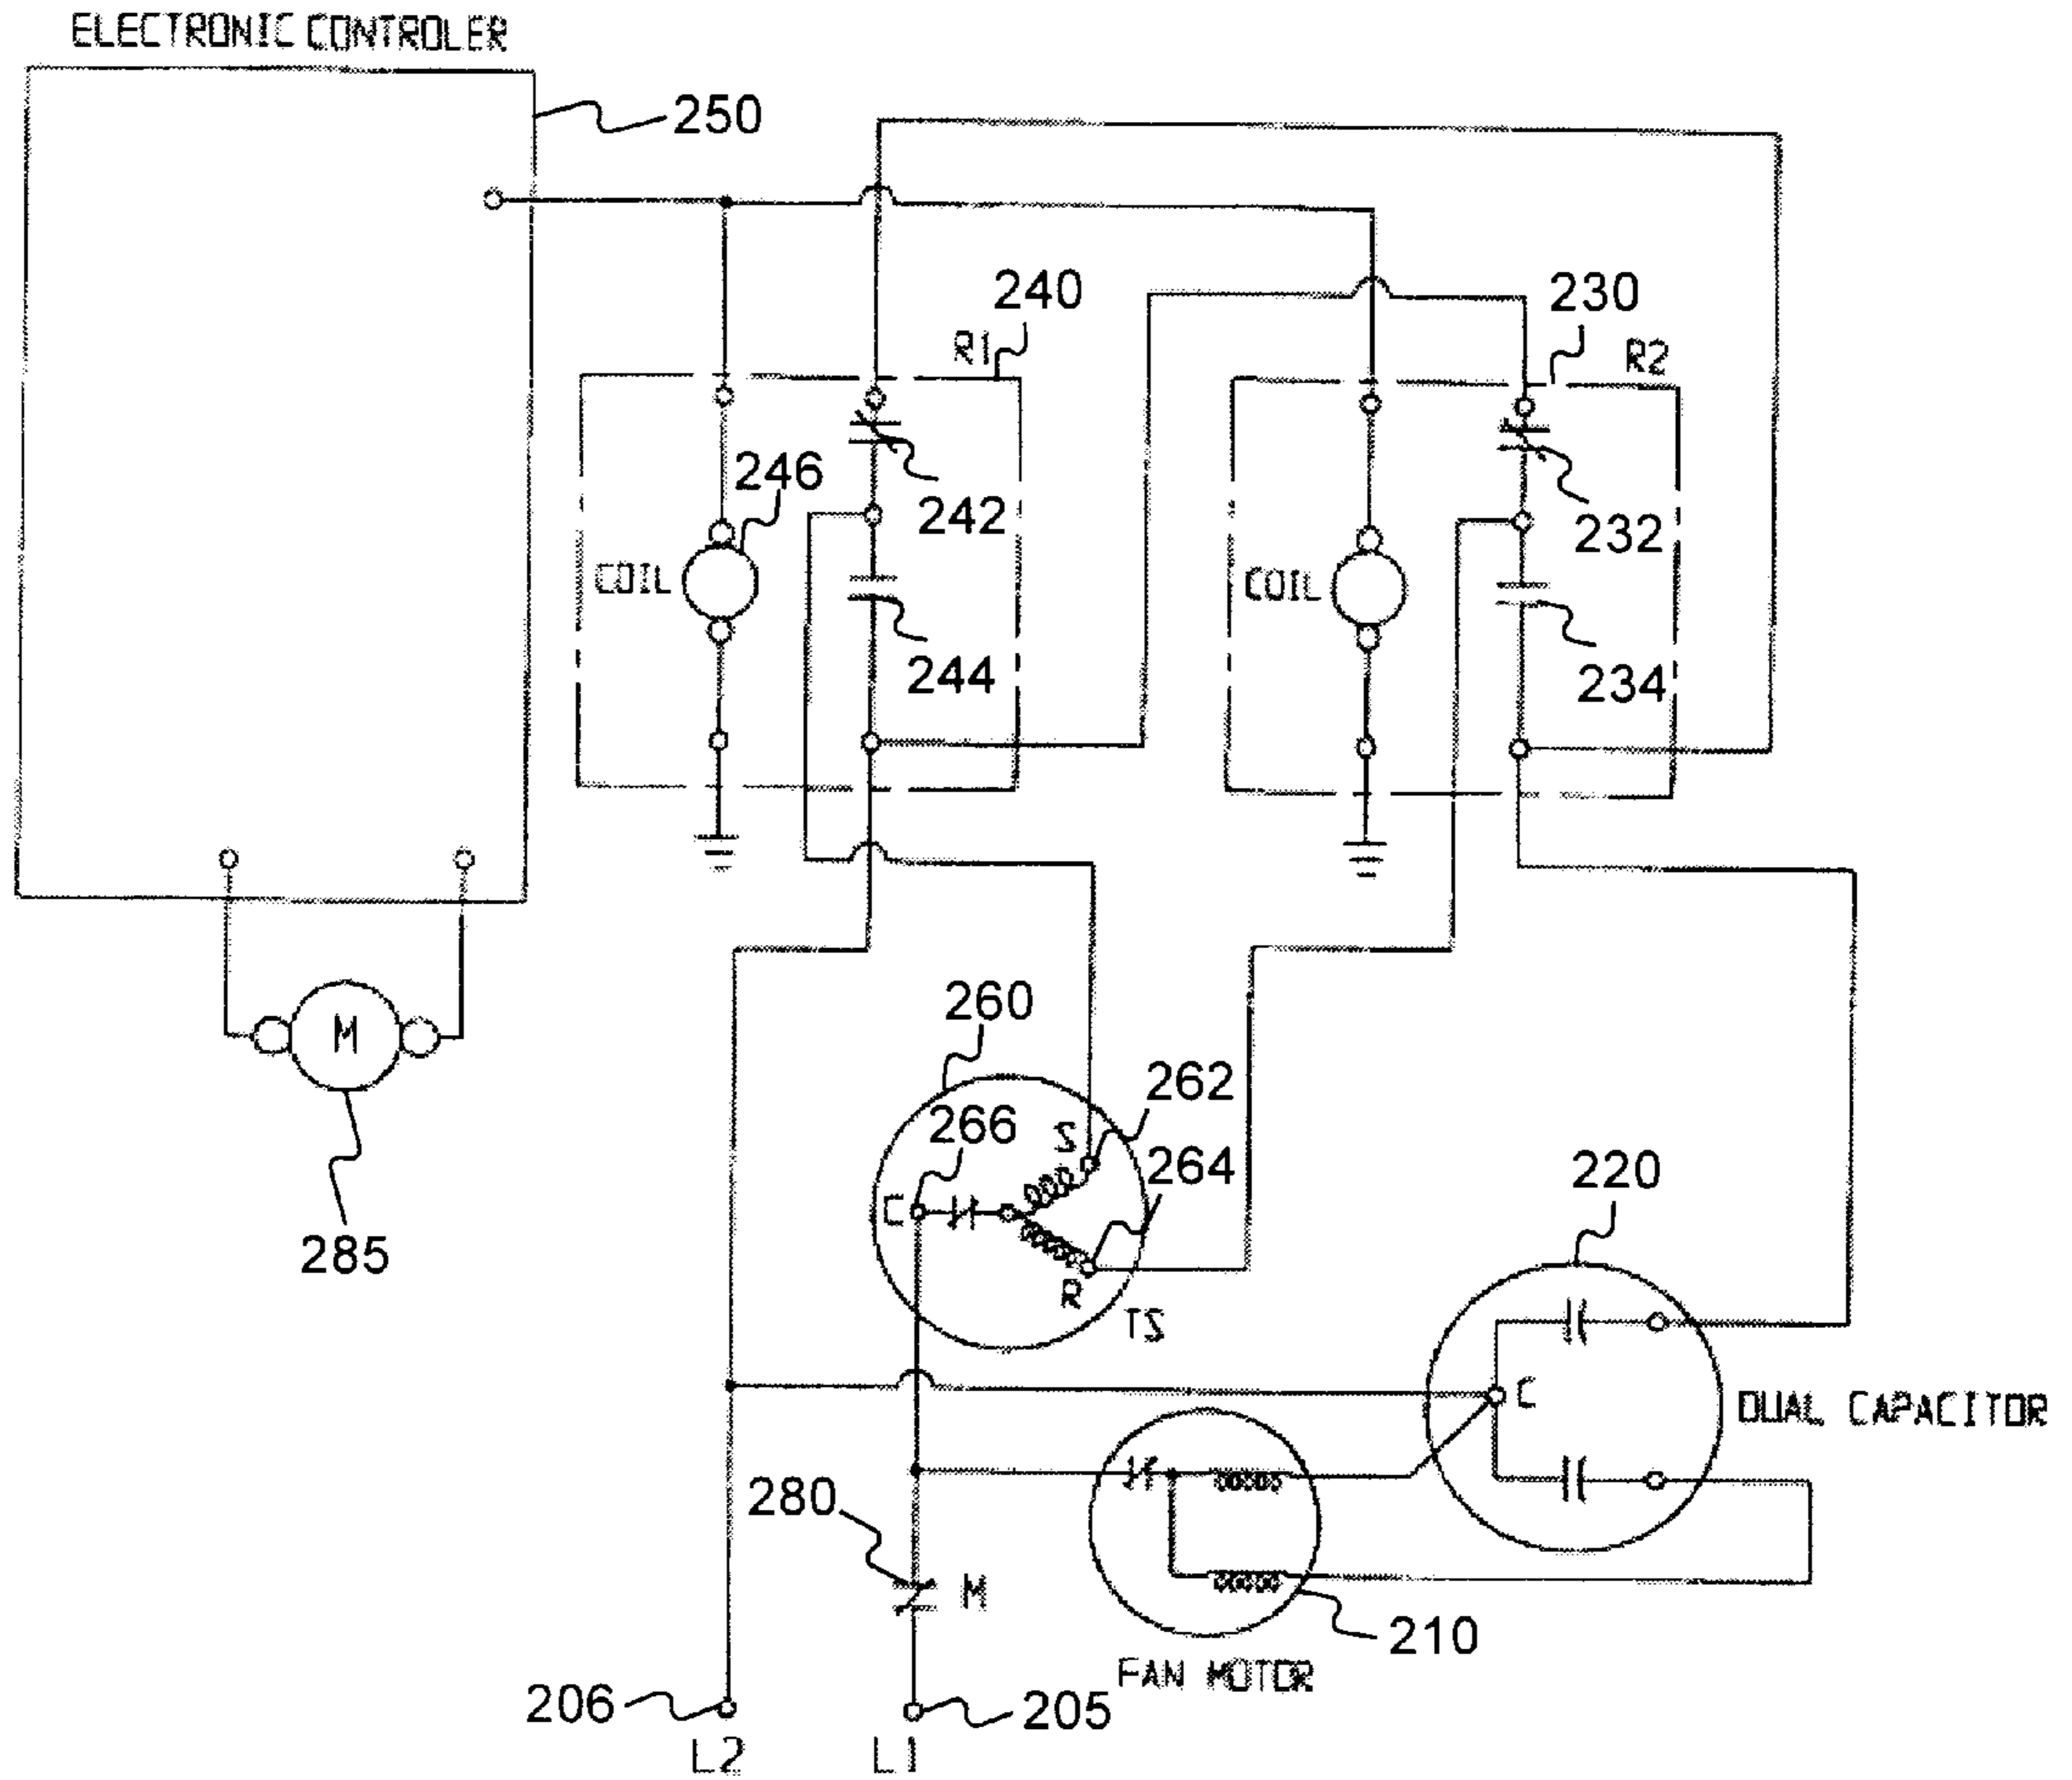 ELECTRONIC CONTROLER
250
240
230
R1
R2
246
242
232
COIL
COIL
244
234
260
262
266
S
264
M
C
220
285
R
TS
C
DUAL CAPACITOR
280
M
210
FAN MOTOR
206
205
L2
L1